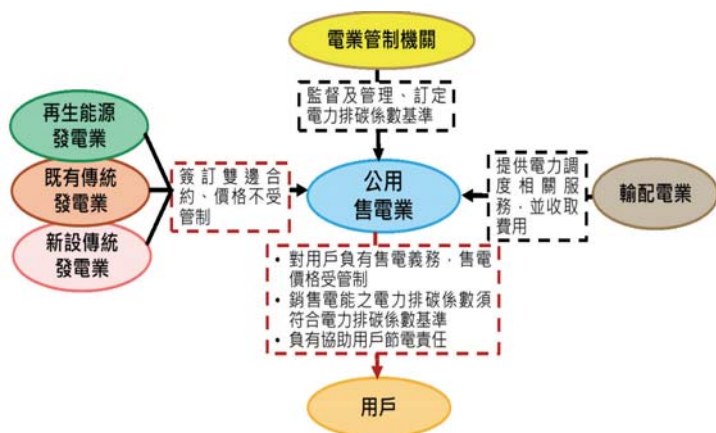 電業管制機關
監督及管理、訂定
電力排碳係數基準
再生能源
發電業
既有傳統
發電業
新設傳統
發電業
簽訂雙邊合
約、價格不受
管制
公用
售電業
提供電力調
度相關服
務，並收取
費用
輸配電業
• 對用戶負有售電義務，售電
價格受管制
• 銷售電能之電力排碳係數須
符合電力排碳係數基準
• 負有協助用戶節電責任
用戶